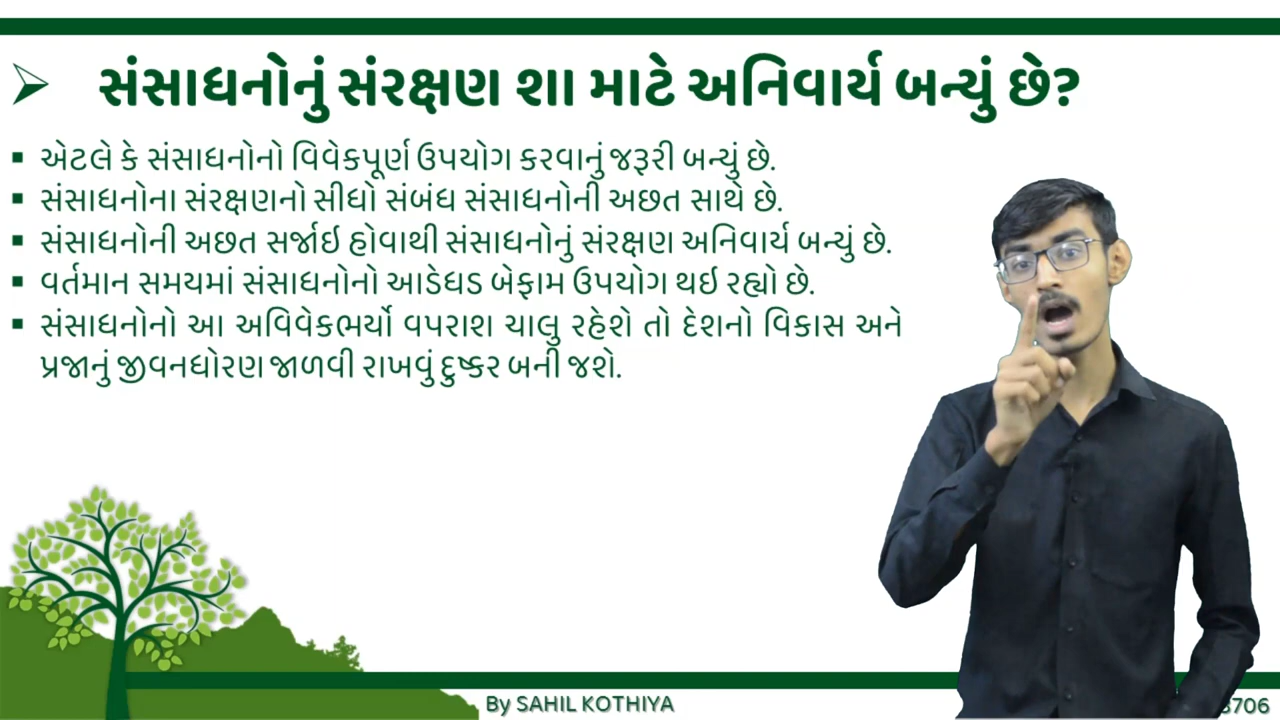 સંસાધનોનું સંરક્ષણ શા માટે અનિવાર્ય બન્યું છે?
એટલે કે સંસાધનોનો વિવેકપૂર્ણ ઉપયોગ કરવાનું જરૂરી બન્યું છે.
સંસાધનોના સંરક્ષણનો સીધો સંબંધ સંસાધનોની અછત સાથે છે.
સંસાધનોની અછત સર્જાઇ હોવાથી સંસાધનોનું સંરક્ષણ અનિવાર્ય બન્યું છે.
વર્તમાન સમયમાં સંસાધનોનો આડેધડ બેફામ ઉપયોગ થઇ રહ્યો છે.
સંસાધનોનો આ અવિવેકભર્યો વપરાશ ચાલુ રહેશે તો દેશનો વિકાસ અને
પ્રજાનું જીવનધોરણ જાળવી રાખવું દુષ્કર બની જશે.
By SAHIL KOTHIYA